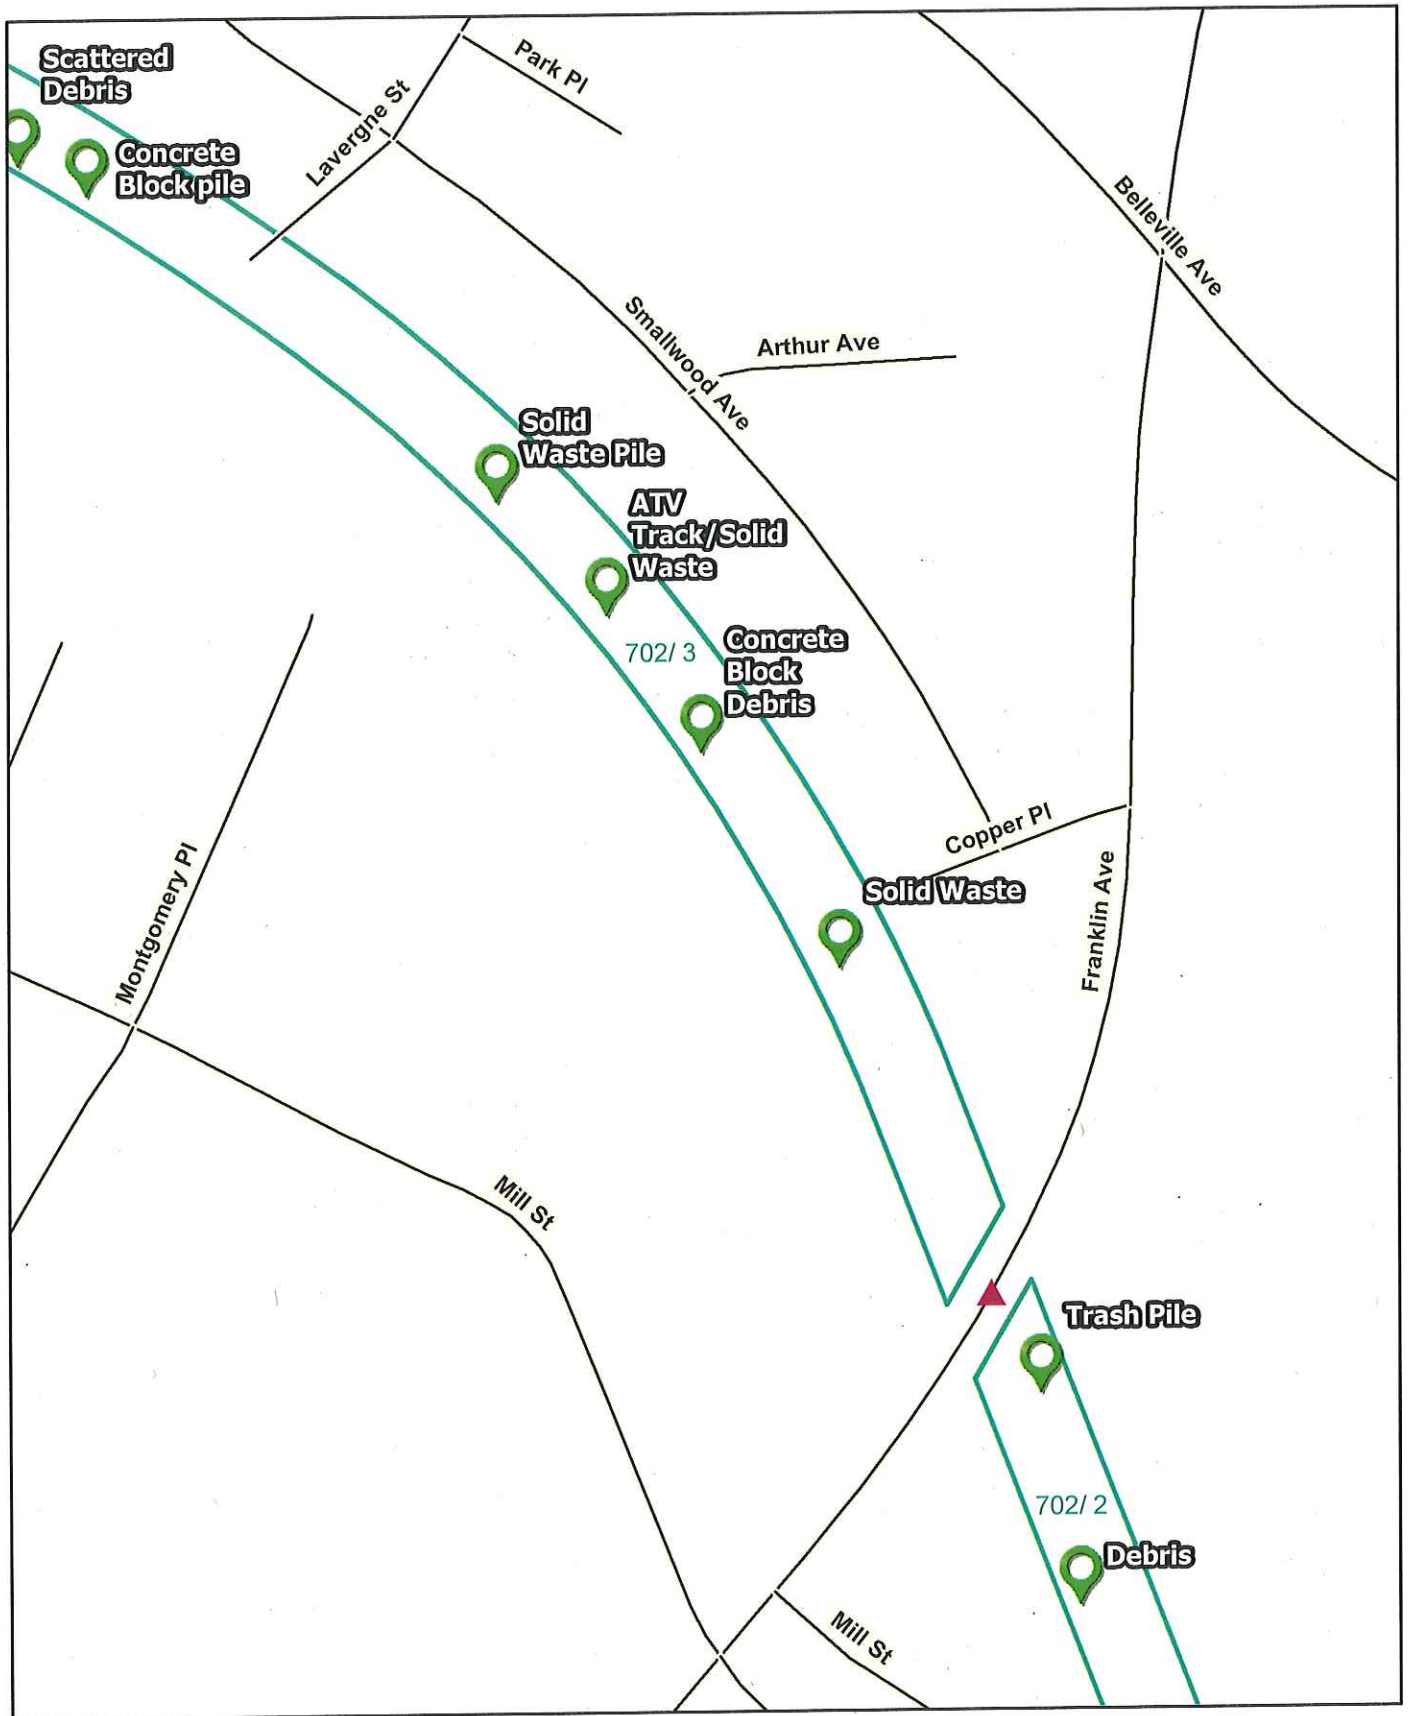 Scattered
Debris
Park Pl
Lavergne St
Concrete
Block pile
Belleville Ave
Smallwood Ave
Arthur Ave
Solid
Waste Pile
ATV
Track/Solid
Waste
702/ 3
Concrete
Block
Debris
Copper Pl
Montgomery Pl
Solid Waste
Franklin Ave
Mill St
Trash Pile
702/ 2
Debris
Mill St